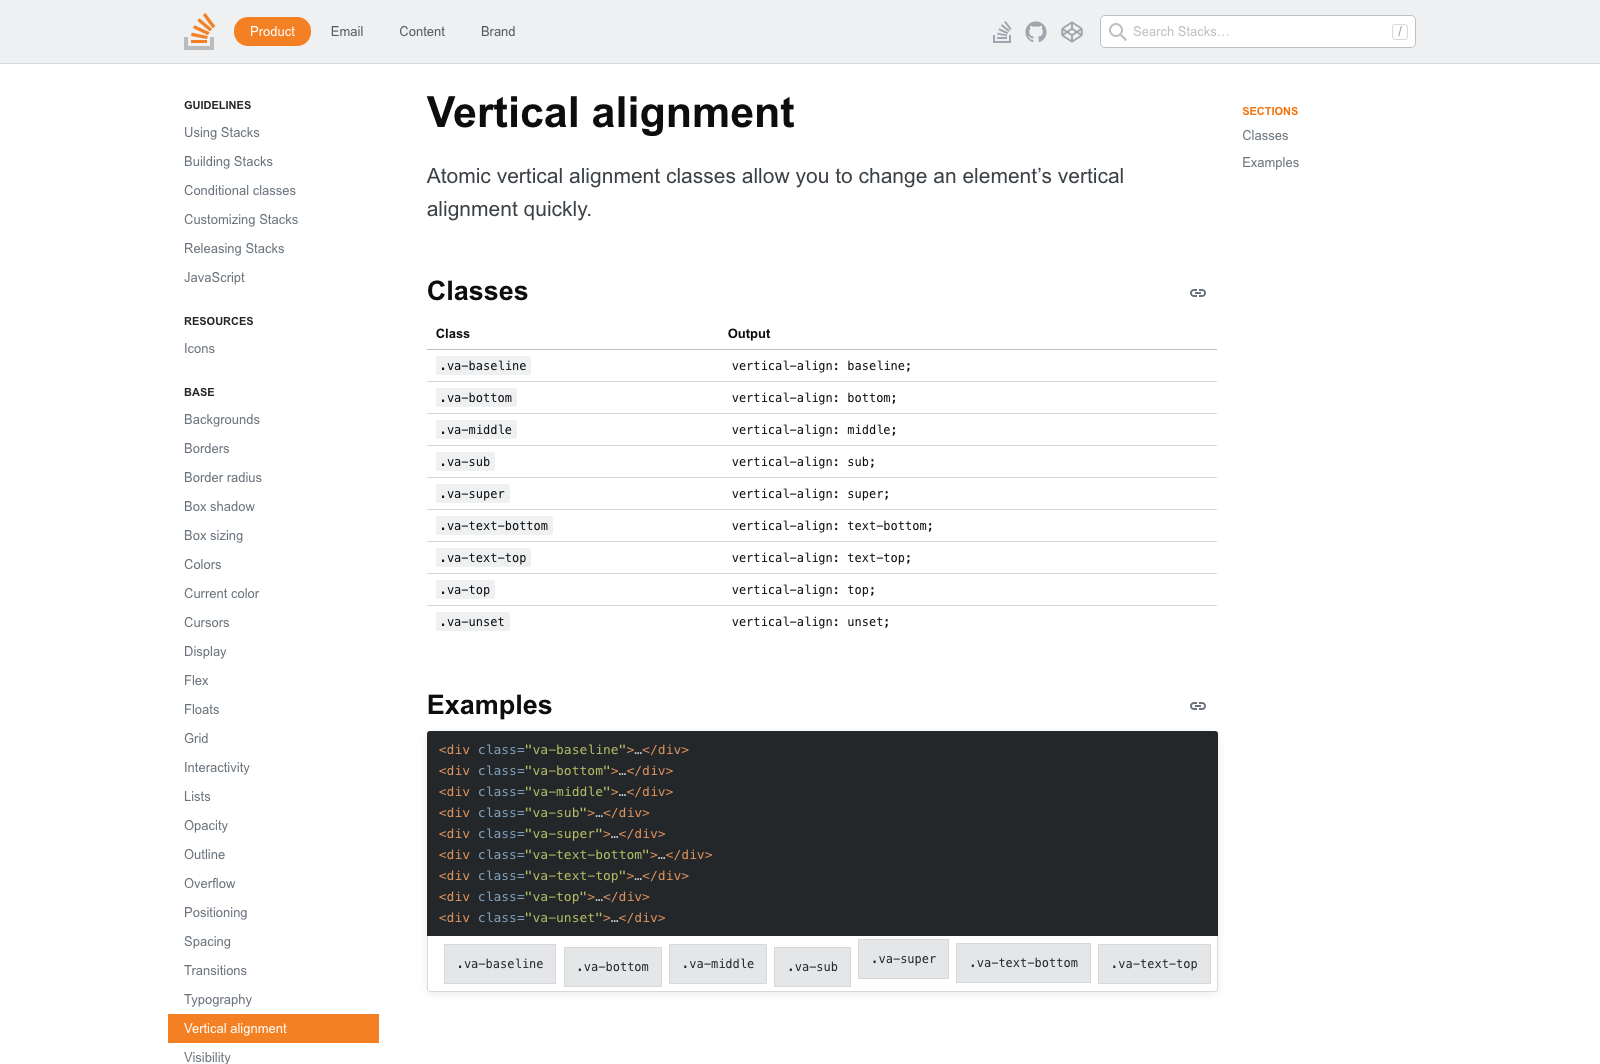 Product Email Content Brand
Search Stacks… /
GUIDELINES
Using Stacks
Building Stacks
Conditional classes
Customizing Stacks
Releasing Stacks
JavaScript
RESOURCES
Icons
BASE
Backgrounds
Borders
Border radius
Box shadow
Box sizing
Colors
Current color
Cursors
Display
Flex
Floats
Grid
Interactivity
Lists
Opacity
Outline
Overflow
Positioning
Spacing
Transitions
Typography
Vertical alignment
Visibility
Vertical alignment
Atomic vertical alignment classes allow you to change an element’s vertical
alignment quickly.
Classes
Class Output
.va-baseline vertical-align: baseline;
.va-bottom vertical-align: bottom;
.va-middle vertical-align: middle;
.va-sub vertical-align: sub;
.va-super vertical-align: super;
.va-text-bottom vertical-align: text-bottom;
.va-text-top vertical-align: text-top;
.va-top vertical-align: top;
.va-unset vertical-align: unset;
Examples
<div class="va-baseline">…</div>
<div class="va-bottom">…</div>
<div class="va-middle">…</div>
<div class="va-sub">…</div>
<div class="va-super">…</div>
<div class="va-text-bottom">…</div>
<div class="va-text-top">…</div>
<div class="va-top">…</div>
<div class="va-unset">…</div>
.va-baseline .va-bottom .va-middle .va-sub .va-super .va-text-bottom .va-text-top
SECTIONS
Classes
Examples